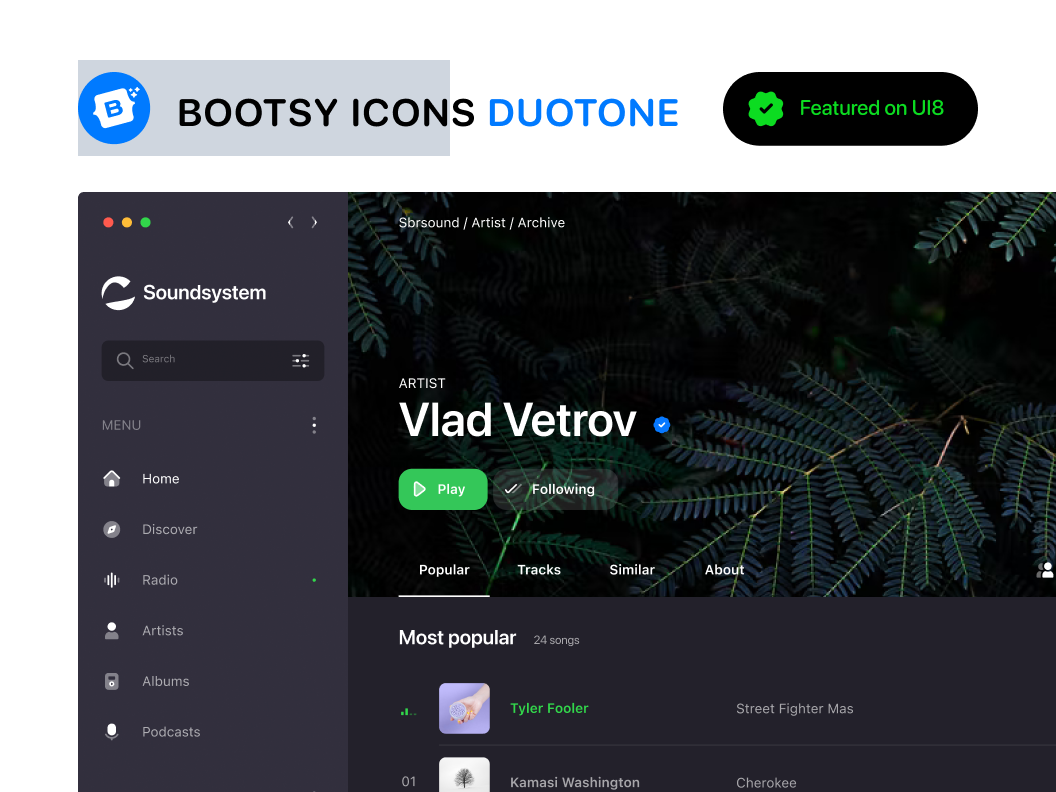 B
BOOTSY ICONS DUOTONE
Featured on UI8
Sbrsound / Artist / Archive
Soundsystem
Search
MENU
Home
Discover
Radio
Artists
Albums
Podcasts
ARTIST
Vlad Vetrov
Play
Following
Popular
Tracks
Similar
About
Most popular
24 songs
Tyler Fooler
Street Fighter Mas
01
Kamasi Washington
Cherokee